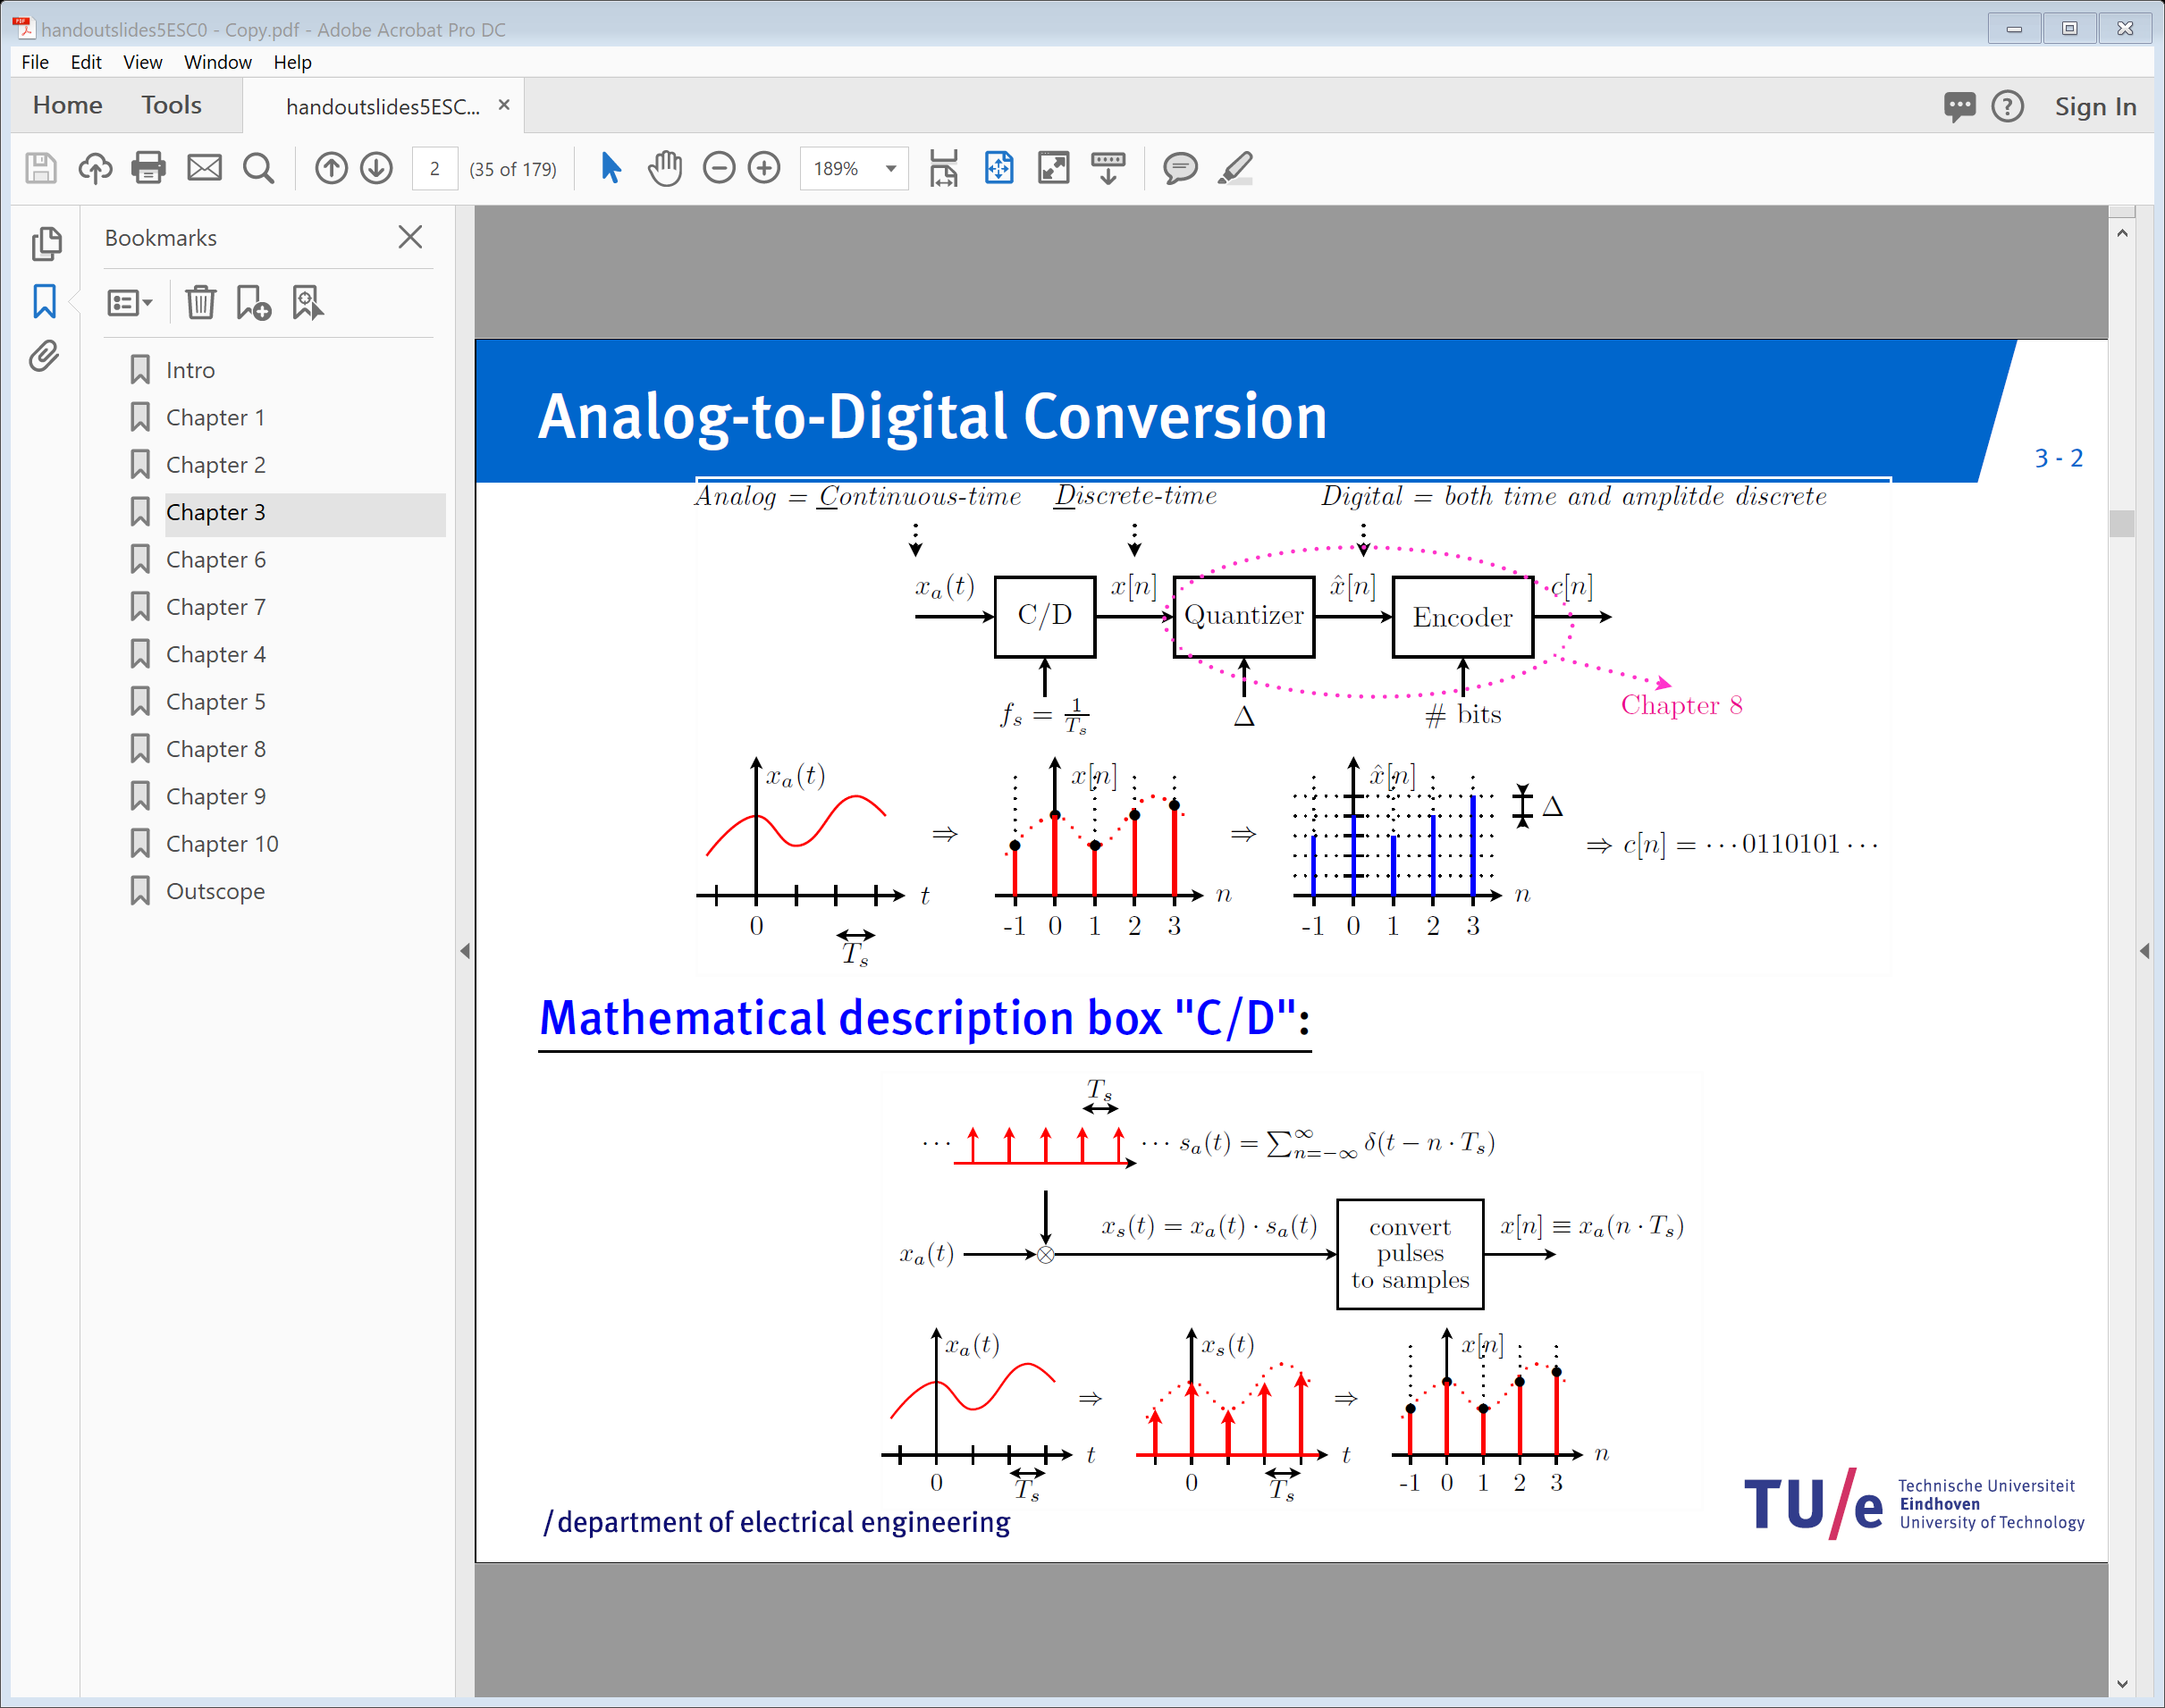 handoutslides5ESC0 - Copy.pdf - Adobe Acrobat Pro DC
File Edit View Window Help
Home Tools handoutslides5ESC... × Sign In
2 (35 of 179) 189%
Bookmarks
Intro
Chapter 1
Chapter 2
Chapter 3
Chapter 6
Chapter 7
Chapter 4
Chapter 5
Chapter 8
Chapter 9
Chapter 10
Outscope
Analog-to-Digital Conversion
3 - 2
Analog = Continuous-time Discrete-time Digital = both time and amplitde discrete
xₐ(t) C/D x[n] Quantizer x̂[n] Encoder c[n]
fₛ = 1/Tₛ Δ # bits Chapter 8
xₐ(t) x[n] x̂[n] Δ
⇒ ⇒ ⇒ c[n] = ···0110101···
t n n
0 -1 0 1 2 3 -1 0 1 2 3
Tₛ
Mathematical description box "C/D":
Tₛ
··· ··· sₐ(t) = ∑_{n=-∞}^{∞} δ(t − n · Tₛ)
xₐ(t) ⊗ xₛ(t) = xₐ(t) · sₐ(t) convert pulses to samples x[n] ≡ xₐ(n · Tₛ)
xₐ(t) xₛ(t) x[n]
⇒ ⇒
t t n
0 0 -1 0 1 2 3
Tₛ Tₛ
/ department of electrical engineering
TU/e
Technische Universiteit
Eindhoven
University of Technology